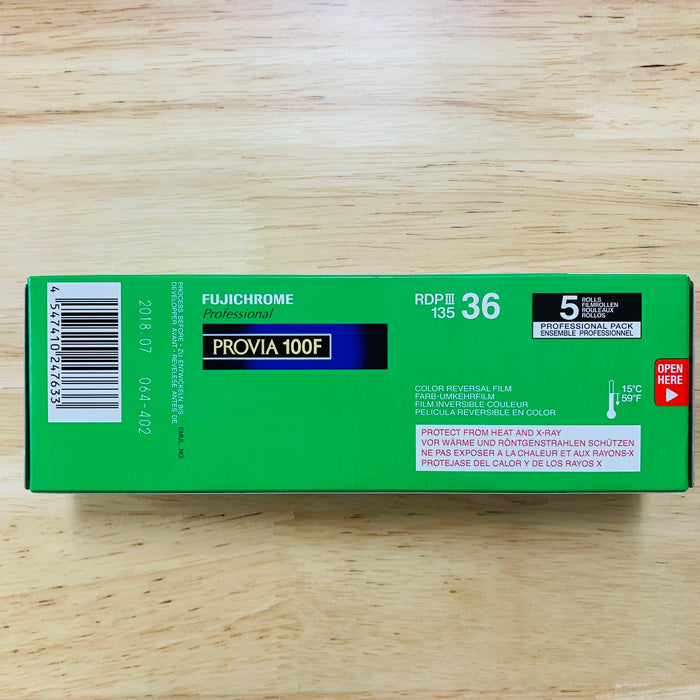 4 547410 247633
2018.07 064-402
PROCESS BEFORE · ZU ENTWICKELN BIS EMUL. NO.
DEVELOPPER AVANT · REVELESE ANTES DE
FUJICHROME
Professional
PROVIA 100F
RDPIII
135 36
5 ROLLS
FILMROLLEN
ROULEAUX
ROLLOS
PROFESSIONAL PACK
ENSEMBLE PROFESSIONNEL
COLOR REVERSAL FILM
FARB-UMKEHRFILM
FILM INVERSIBLE COULEUR
PELICULA REVERSIBLE EN COLOR
15°C
59°F
OPEN
HERE
PROTECT FROM HEAT AND X-RAY
VOR WÄRME UND RÖNTGENSTRAHLEN SCHÜTZEN
NE PAS EXPOSER A LA CHALEUR ET AUX RAYONS-X
PROTEJASE DEL CALOR Y DE LOS RAYOS X